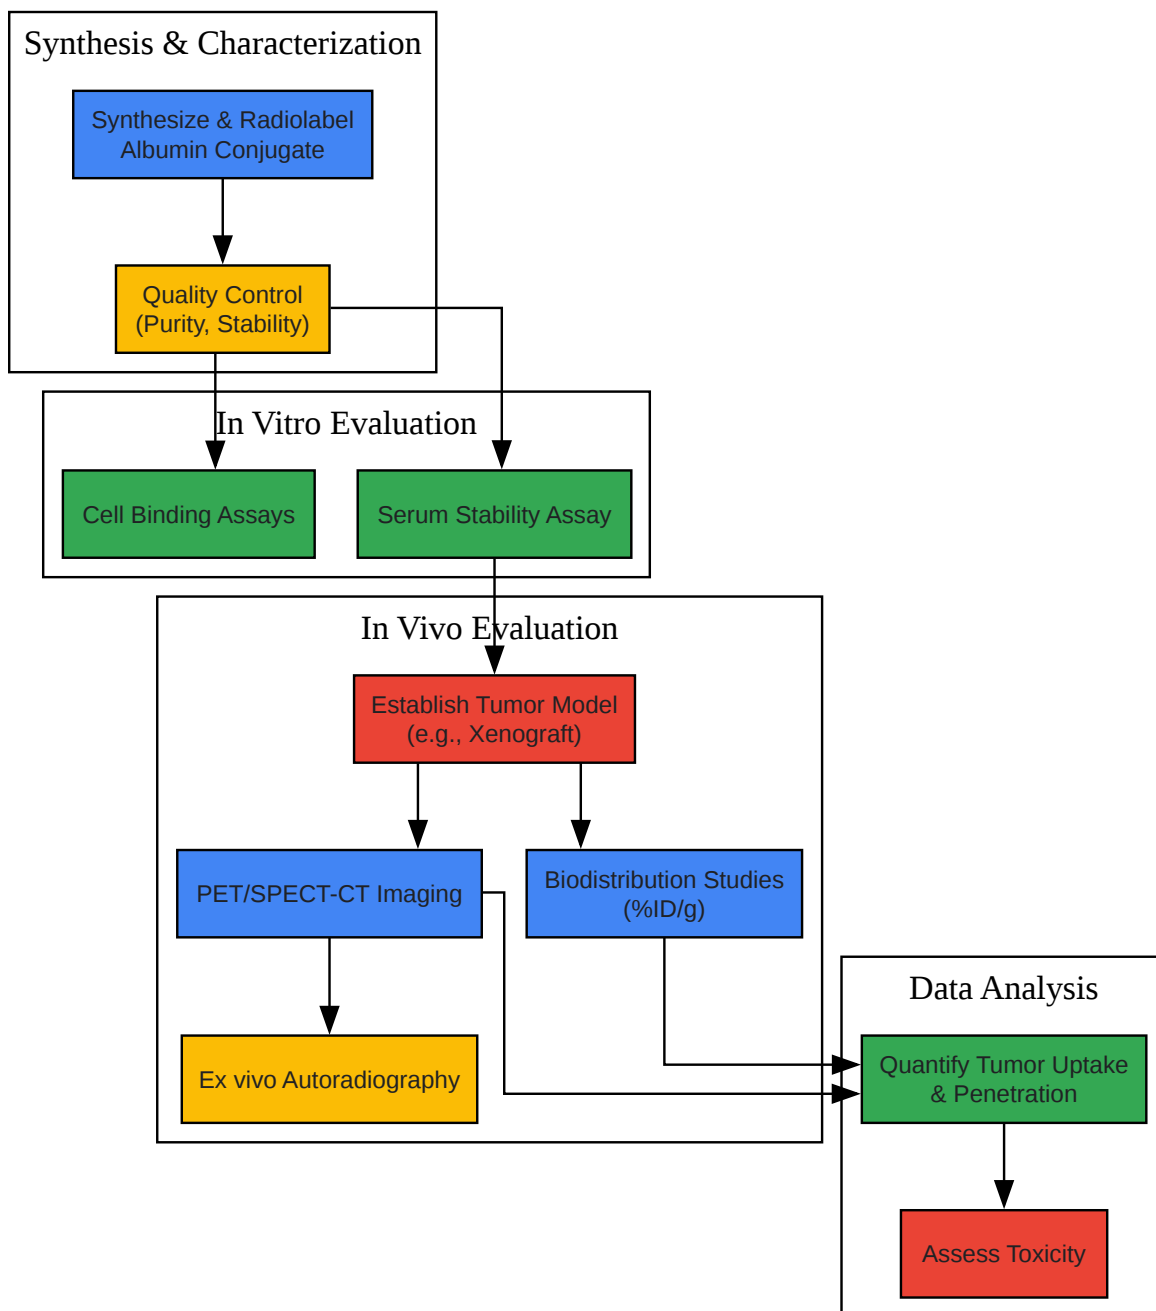 Synthesis & Characterization
Synthesize & Radiolabel
Albumin Conjugate
Quality Control
(Purity, Stability)
In Vitro Evaluation
Cell Binding Assays
Serum Stability Assay
In Vivo Evaluation
Establish Tumor Model
(e.g., Xenograft)
PET/SPECT-CT Imaging
Biodistribution Studies
(%ID/g)
Ex vivo Autoradiography
Data Analysis
Quantify Tumor Uptake
& Penetration
Assess Toxicity